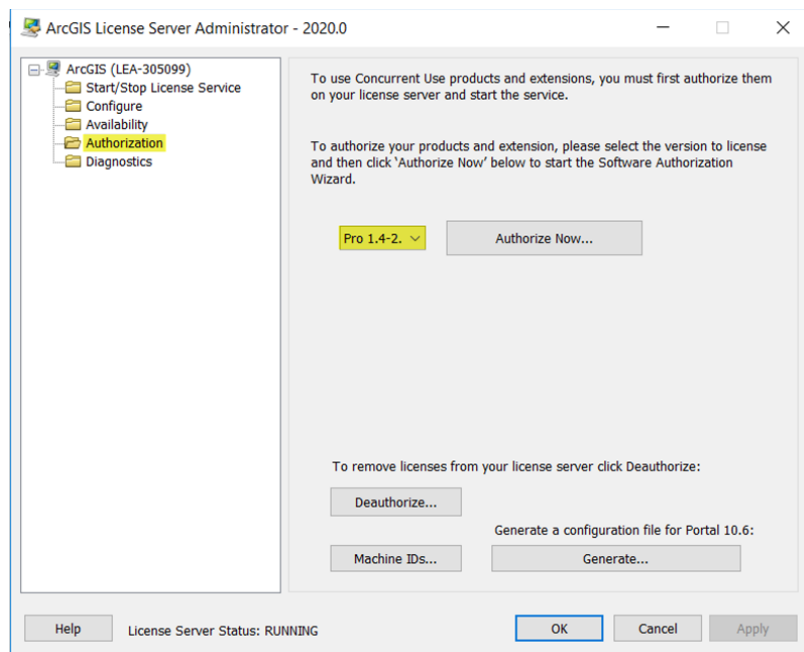 ArcGIS License Server Administrator - 2020.0
ArcGIS (LEA-305099)
Start/Stop License Service
Configure
Availability
Authorization
Diagnostics
To use Concurrent Use products and extensions, you must first authorize them
on your license server and start the service.
To authorize your products and extension, please select the version to license
and then click 'Authorize Now' below to start the Software Authorization
Wizard.
Pro 1.4-2.
Authorize Now...
To remove licenses from your license server click Deauthorize:
Deauthorize...
Generate a configuration file for Portal 10.6:
Machine IDs...
Generate...
Help
License Server Status: RUNNING
OK
Cancel
Apply